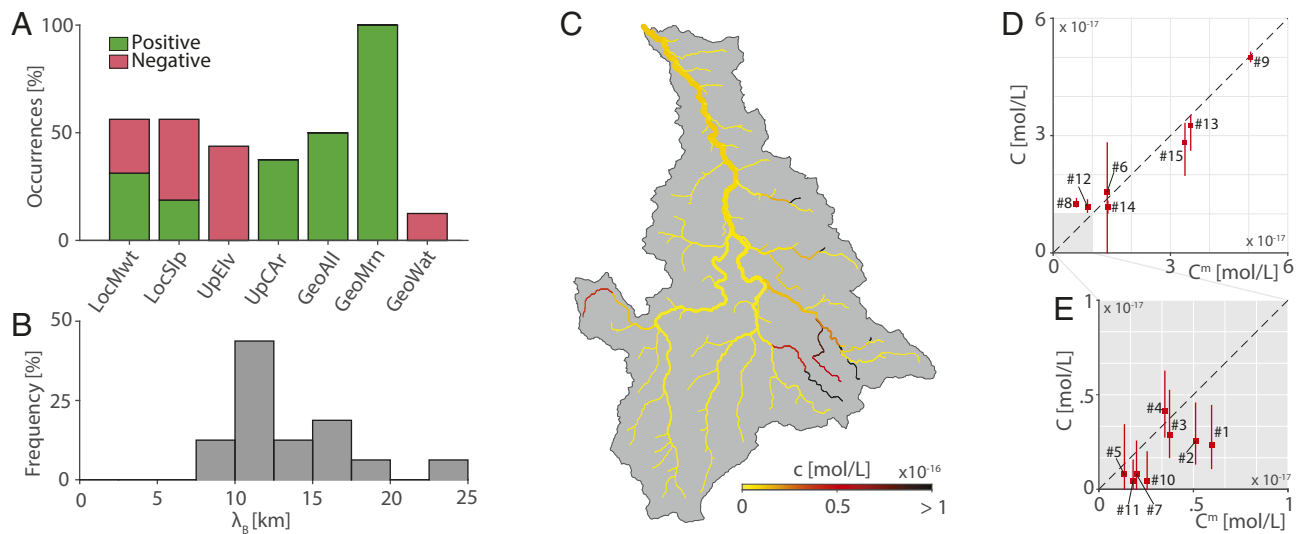 A
Positive
Negative
Occurrences [%]
100
50
0
LocMwt
LocSlp
UpElv
UpCAr
GeoAll
GeoMrn
GeoWat
B
Frequency [%]
50
25
0
0
5
10
15
20
25
λB [km]
C
c [mol/L]
x10-16
0
> 1
D
C [mol/L]
6
x 10-17
#9
#13
#15
3
#6
#12
#8
#14
x 10-17
0
0
3
6
Cm [mol/L]
E
C [mol/L]
1
x 10-17
.5
#4
#3
#1
#2
#5
#10
#11
#7
x 10-17
0
0
.5
1
Cm [mol/L]